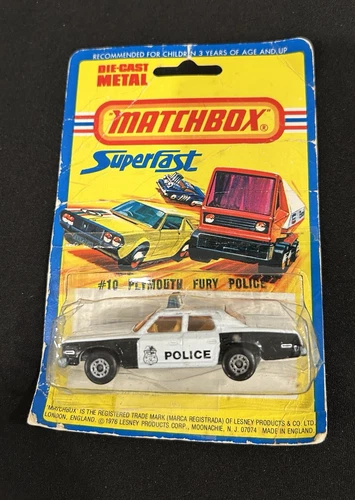 RECOMMENDED FOR CHILDREN 3 YEARS OF AGE AND UP
DIE-CAST
METAL
MATCHBOX®
SuperFast
#10 PLYMOUTH FURY POLICE
POLICE
"MATCHBOX" IS THE REGISTERED TRADE MARK (MARCA REGISTRADA) OF LESNEY PRODUCTS & CO. LTD.
LONDON, ENGLAND. © 1976 LESNEY PRODUCTS CORP., MOONACHIE, N.J. 07074 MADE IN ENGLAND.